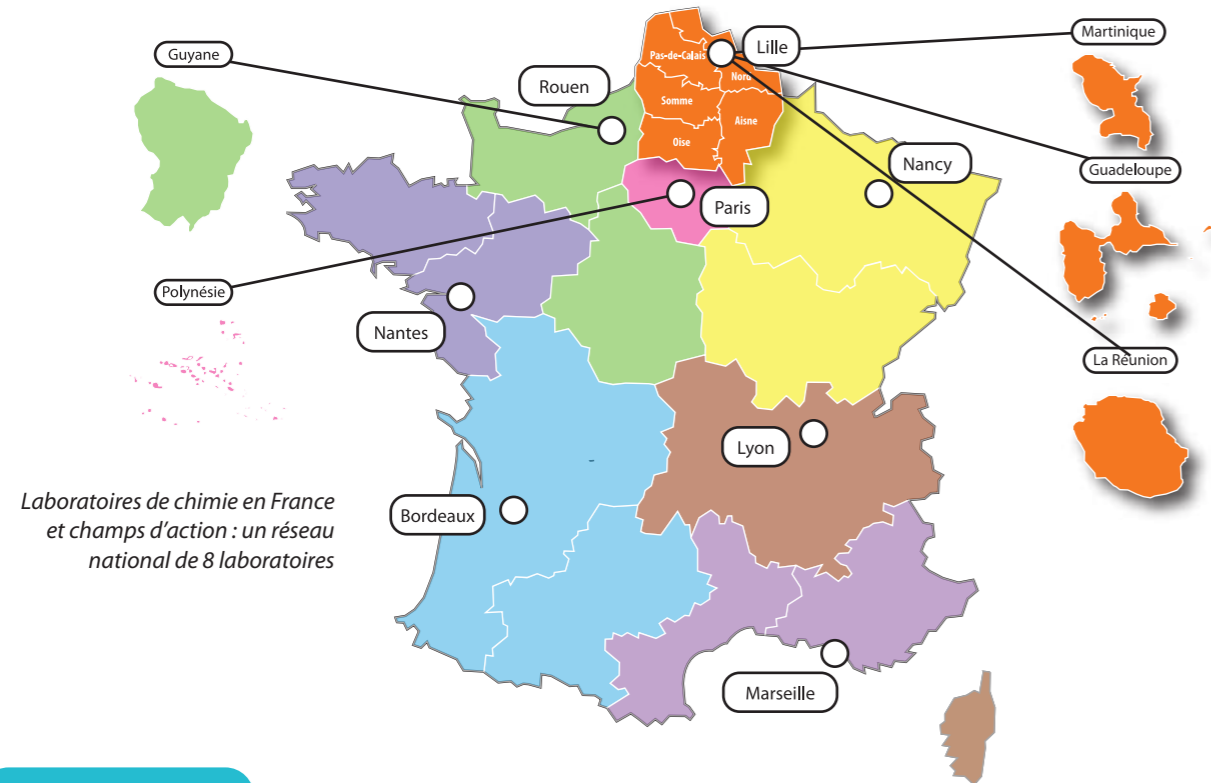 Guyane
Rouen
Pas-de-Calais
Nord
Somme
Aisne
Oise
Lille
Martinique
Nancy
Guadeloupe
Paris
Polynésie
Nantes
La Réunion
Lyon
Bordeaux
Laboratoires de chimie en France
et champs d'action : un réseau
national de 8 laboratoires
Marseille